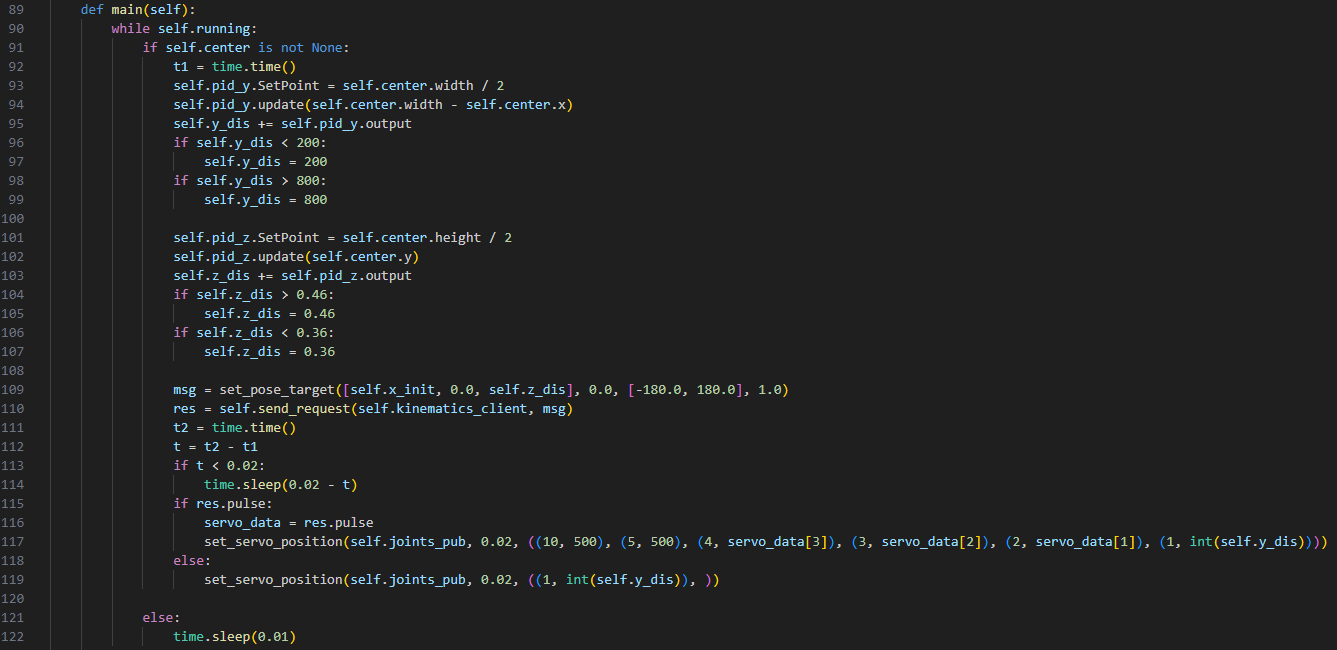 89 def main(self):
90 while self.running:
91 if self.center is not None:
92 t1 = time.time()
93 self.pid_y.SetPoint = self.center.width / 2
94 self.pid_y.update(self.center.width - self.center.x)
95 self.y_dis += self.pid_y.output
96 if self.y_dis < 200:
97 self.y_dis = 200
98 if self.y_dis > 800:
99 self.y_dis = 800
100
101 self.pid_z.SetPoint = self.center.height / 2
102 self.pid_z.update(self.center.y)
103 self.z_dis += self.pid_z.output
104 if self.z_dis > 0.46:
105 self.z_dis = 0.46
106 if self.z_dis < 0.36:
107 self.z_dis = 0.36
108
109 msg = set_pose_target([self.x_init, 0.0, self.z_dis], 0.0, [-180.0, 180.0], 1.0)
110 res = self.send_request(self.kinematics_client, msg)
111 t2 = time.time()
112 t = t2 - t1
113 if t < 0.02:
114 time.sleep(0.02 - t)
115 if res.pulse:
116 servo_data = res.pulse
117 set_servo_position(self.joints_pub, 0.02, ((10, 500), (5, 500), (4, servo_data[3]), (3, servo_data[2]), (2, servo_data[1]), (1, int(self.y_dis))))
118 else:
119 set_servo_position(self.joints_pub, 0.02, ((1, int(self.y_dis)), ))
120
121 else:
122 time.sleep(0.01)